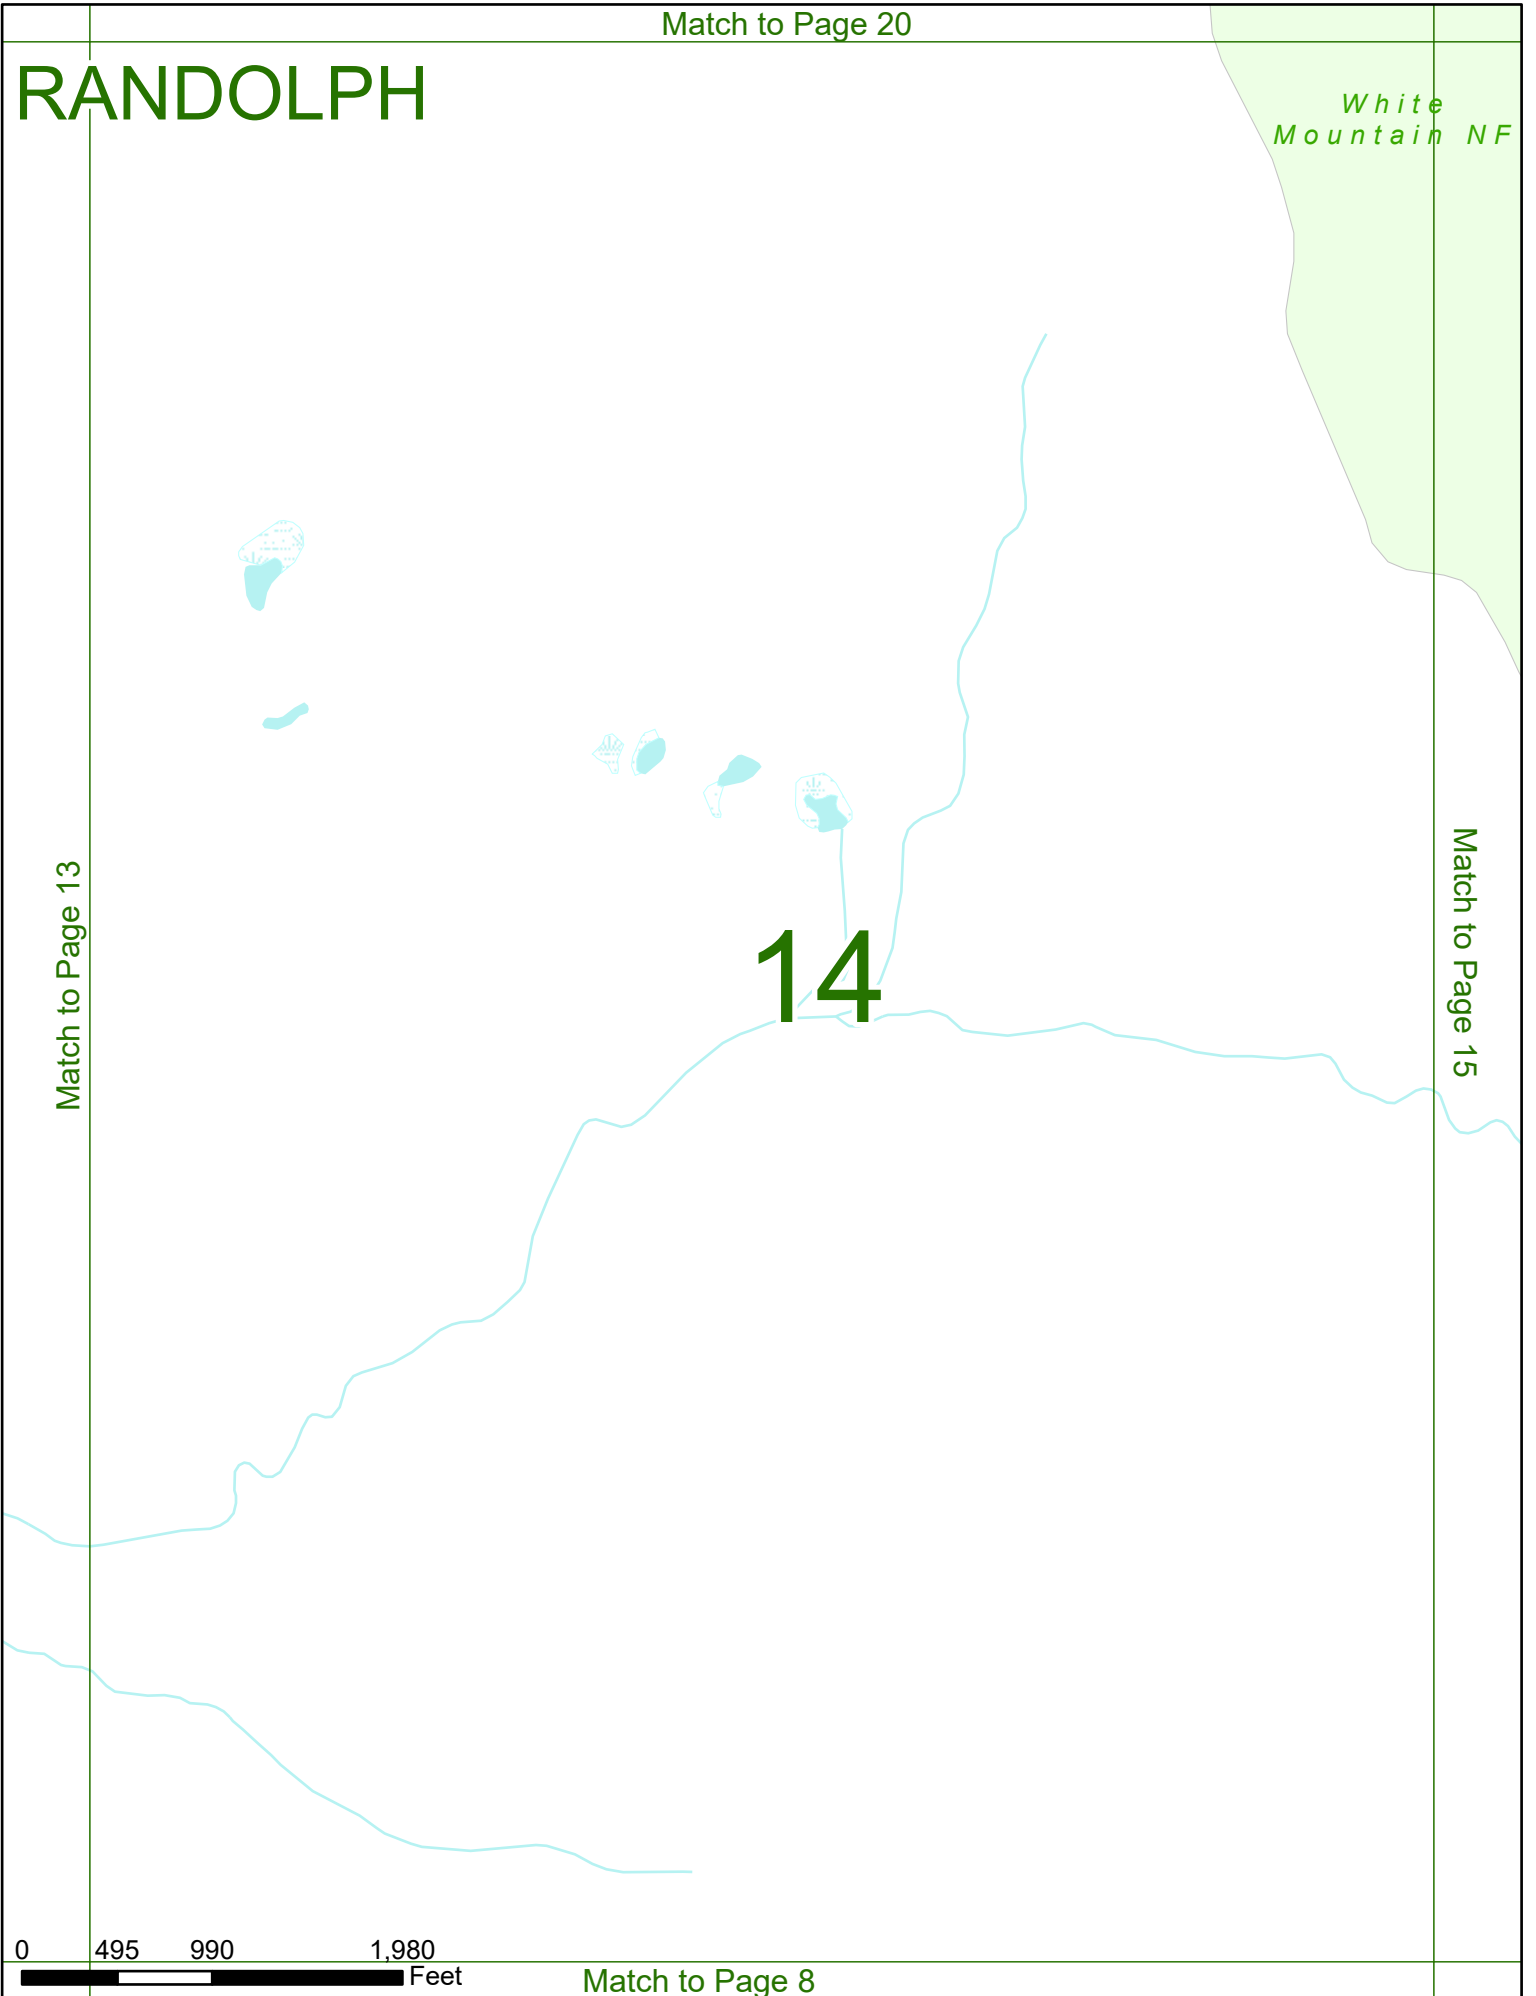 Match to Page 20
RANDOLPH
White
Mountain NF
Match to Page 13
Match to Page 15
14
0 495 990 1,980
Feet
Match to Page 8